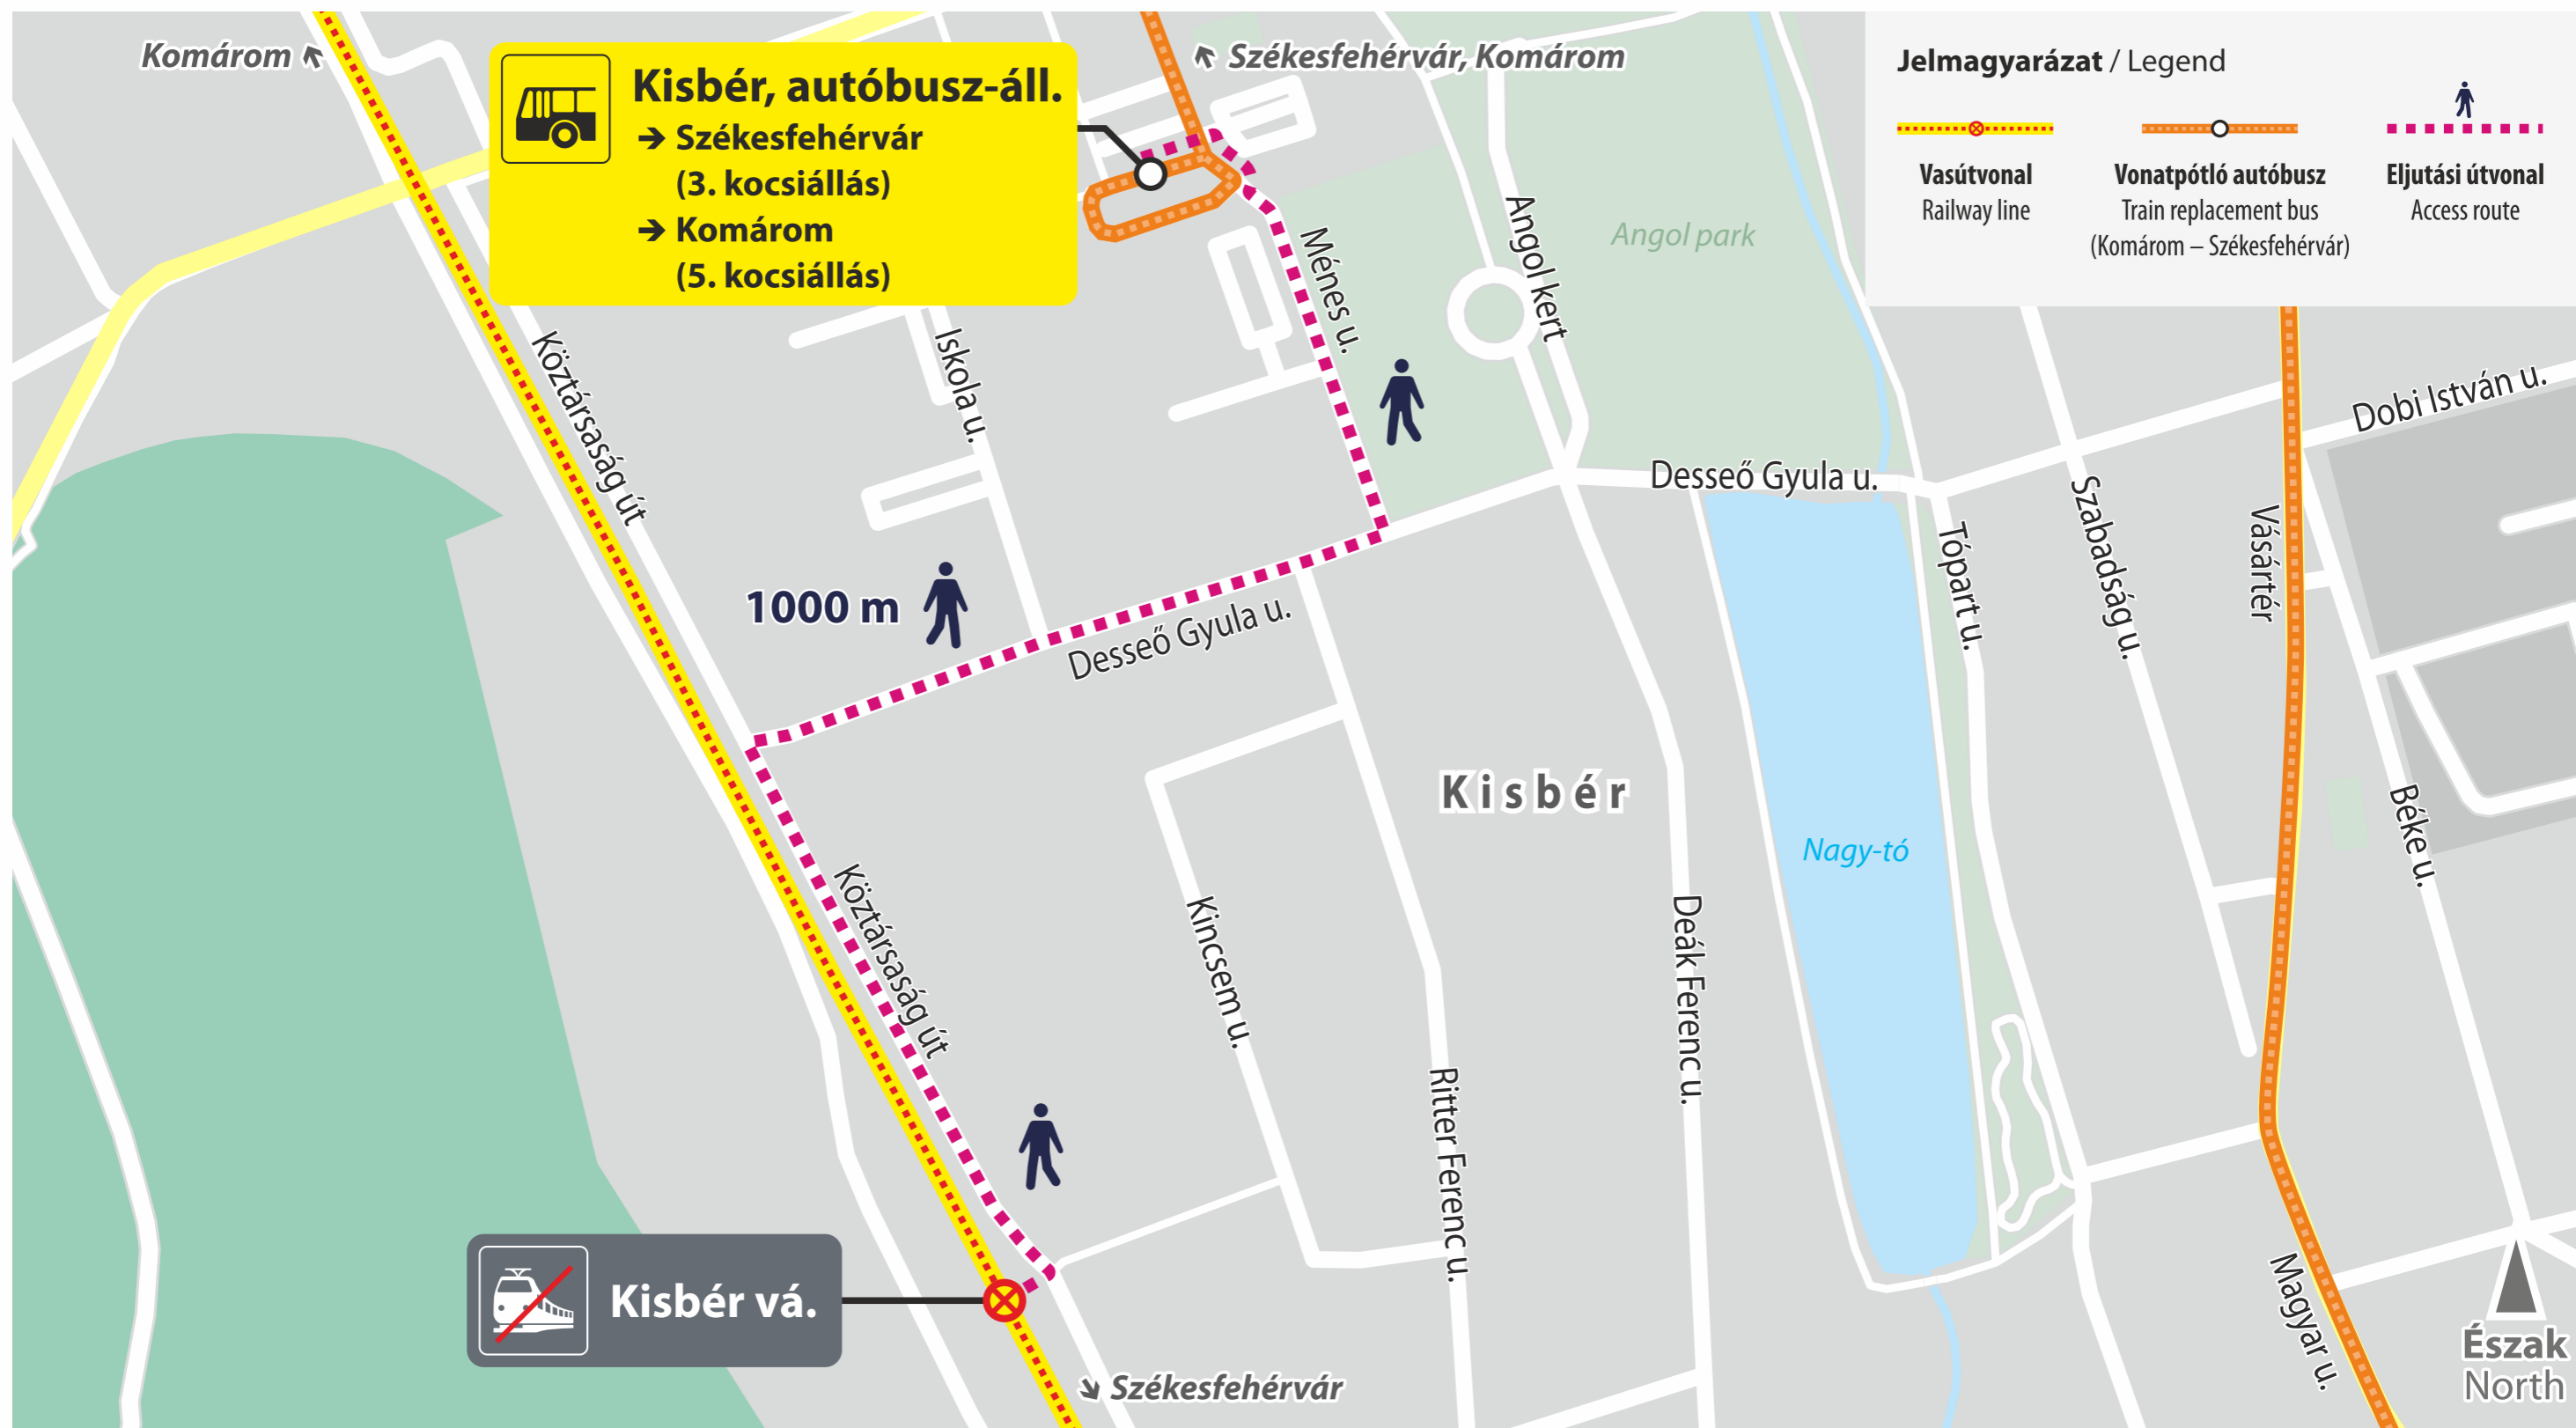 Komárom
Kisbér, autóbusz-áll.
Székesfehérvár
(3. kocsiállás)
Komárom
(5. kocsiállás)
Székesfehérvár, Komárom
Jelmagyarázat / Legend
Vasútvonal
Railway line
Vonatpótló autóbusz
Train replacement bus
(Komárom – Székesfehérvár)
Eljutási útvonal
Access route
Angol park
Angol kert
Ménes u.
Köztársaság út
Iskola u.
Dobi István u.
Desseő Gyula u.
Szabadság u.
Vásártér
Tópart u.
1000 m
Desseő Gyula u.
Kisbér
Nagy-tó
Béke u.
Köztársaság út
Kincsem u.
Deák Ferenc u.
Ritter Ferenc u.
Magyar u.
Kisbér vá.
Székesfehérvár
Észak
North